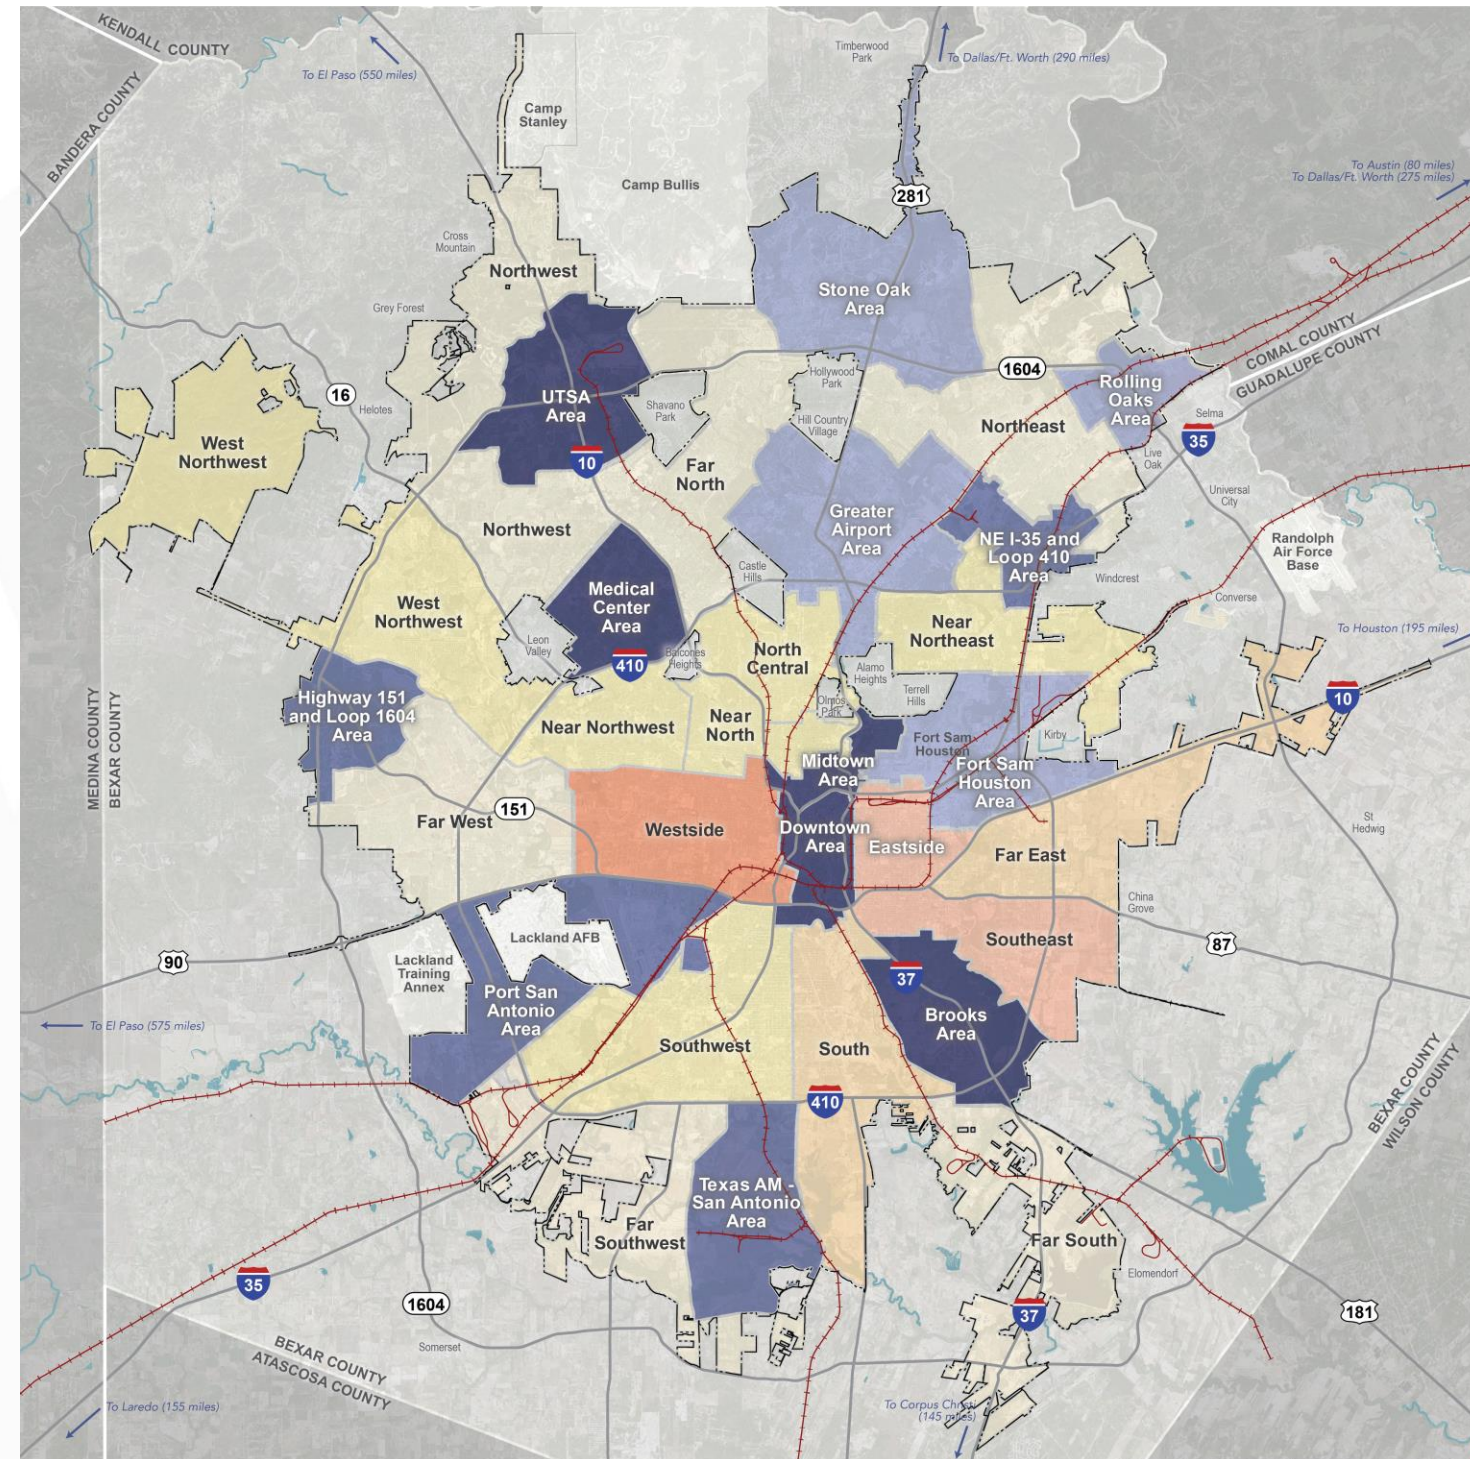 KENDALL COUNTY
BANDERA COUNTY
To El Paso (550 miles)
Camp
Stanley
Timberwood
Park
To Dallas/Ft. Worth (290 miles)
To Austin (80 miles)
To Dallas/Ft. Worth (275 miles)
Camp Bullis
281
Cross
Mountain
Northwest
Grey Forest
Stone Oak
Area
COMAL COUNTY
GUADALUPE COUNTY
1604
Hollywood
Park
Rolling
Oaks
Area
16
Helotes
UTSA
Area
Shavano
Park
Hill Country
Village
Northeast
Selma
35
West
Northwest
10
Far
North
Live
Oak
Universal
City
Northwest
Greater
Airport
Area
NE I-35 and
Loop 410
Area
Randolph
Air Force
Base
Castle
Hills
Windcrest
Converse
Medical
Center
Area
West
Northwest
Leon
Valley
410
Balcones
Heights
North
Central
Near
Northeast
To Houston (195 miles)
Alamo
Heights
Terrell
Hills
Olmos
Park
10
Highway 151
and Loop 1604
Area
Near Northwest
Near
North
Fort Sam
Houston
Kirby
MEDINA COUNTY
BEXAR COUNTY
Midtown
Area
Fort Sam
Houston
Area
Far West
151
Westside
Downtown
Area
Eastside
Far East
St
Hedwig
China
Grove
Lackland AFB
Southeast
87
90
Lackland
Training
Annex
37
Port San
Antonio
Area
Brooks
Area
To El Paso (575 miles)
Southwest
South
410
BEXAR COUNTY
WILSON COUNTY
Texas AM -
San Antonio
Area
Far
Southwest
Far South
Elomendorf
35
1604
37
181
Somerset
BEXAR COUNTY
ATASCOSA COUNTY
To Laredo (155 miles)
To Corpus Christi
(145 miles)